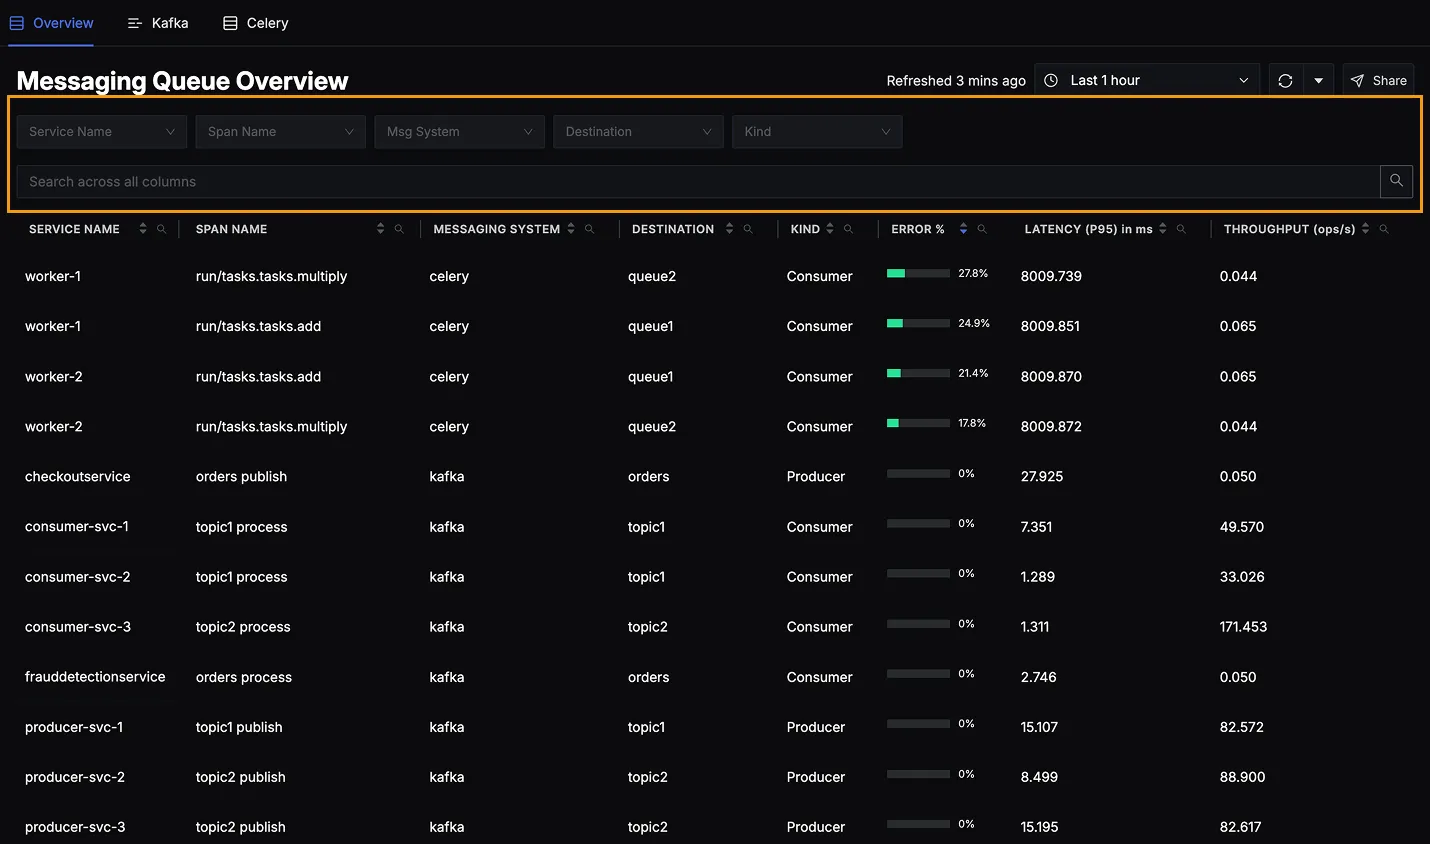 Overview Kafka Celery
Messaging Queue Overview Refreshed 3 mins ago Last 1 hour Share
Service Name Span Name Msg System Destination Kind
Search across all columns
SERVICE NAME SPAN NAME MESSAGING SYSTEM DESTINATION KIND ERROR % LATENCY (P95) in ms THROUGHPUT (ops/s)
worker-1 run/tasks.tasks.multiply celery queue2 Consumer 27.8% 8009.739 0.044
worker-1 run/tasks.tasks.add celery queue1 Consumer 24.9% 8009.851 0.065
worker-2 run/tasks.tasks.add celery queue1 Consumer 21.4% 8009.870 0.065
worker-2 run/tasks.tasks.multiply celery queue2 Consumer 17.8% 8009.872 0.044
checkoutservice orders publish kafka orders Producer 0% 27.925 0.050
consumer-svc-1 topic1 process kafka topic1 Consumer 0% 7.351 49.570
consumer-svc-2 topic1 process kafka topic1 Consumer 0% 1.289 33.026
consumer-svc-3 topic2 process kafka topic2 Consumer 0% 1.311 171.453
frauddetectionservice orders process kafka orders Consumer 0% 2.746 0.050
producer-svc-1 topic1 publish kafka topic1 Producer 0% 15.107 82.572
producer-svc-2 topic2 publish kafka topic2 Producer 0% 8.499 88.900
producer-svc-3 topic2 publish kafka topic2 Producer 0% 15.195 82.617